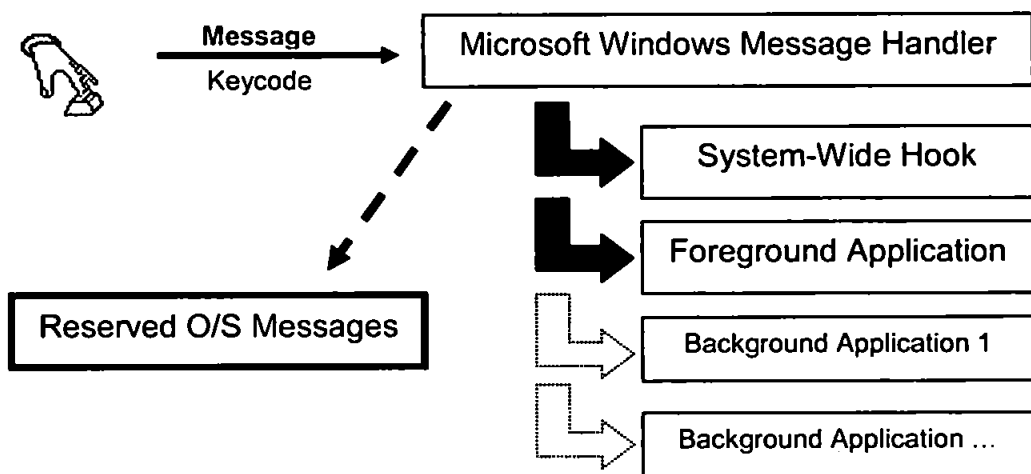 Message
Keycode
Microsoft Windows Message Handler
System-Wide Hook
Foreground Application
Reserved O/S Messages
Background Application 1
Background Application ...